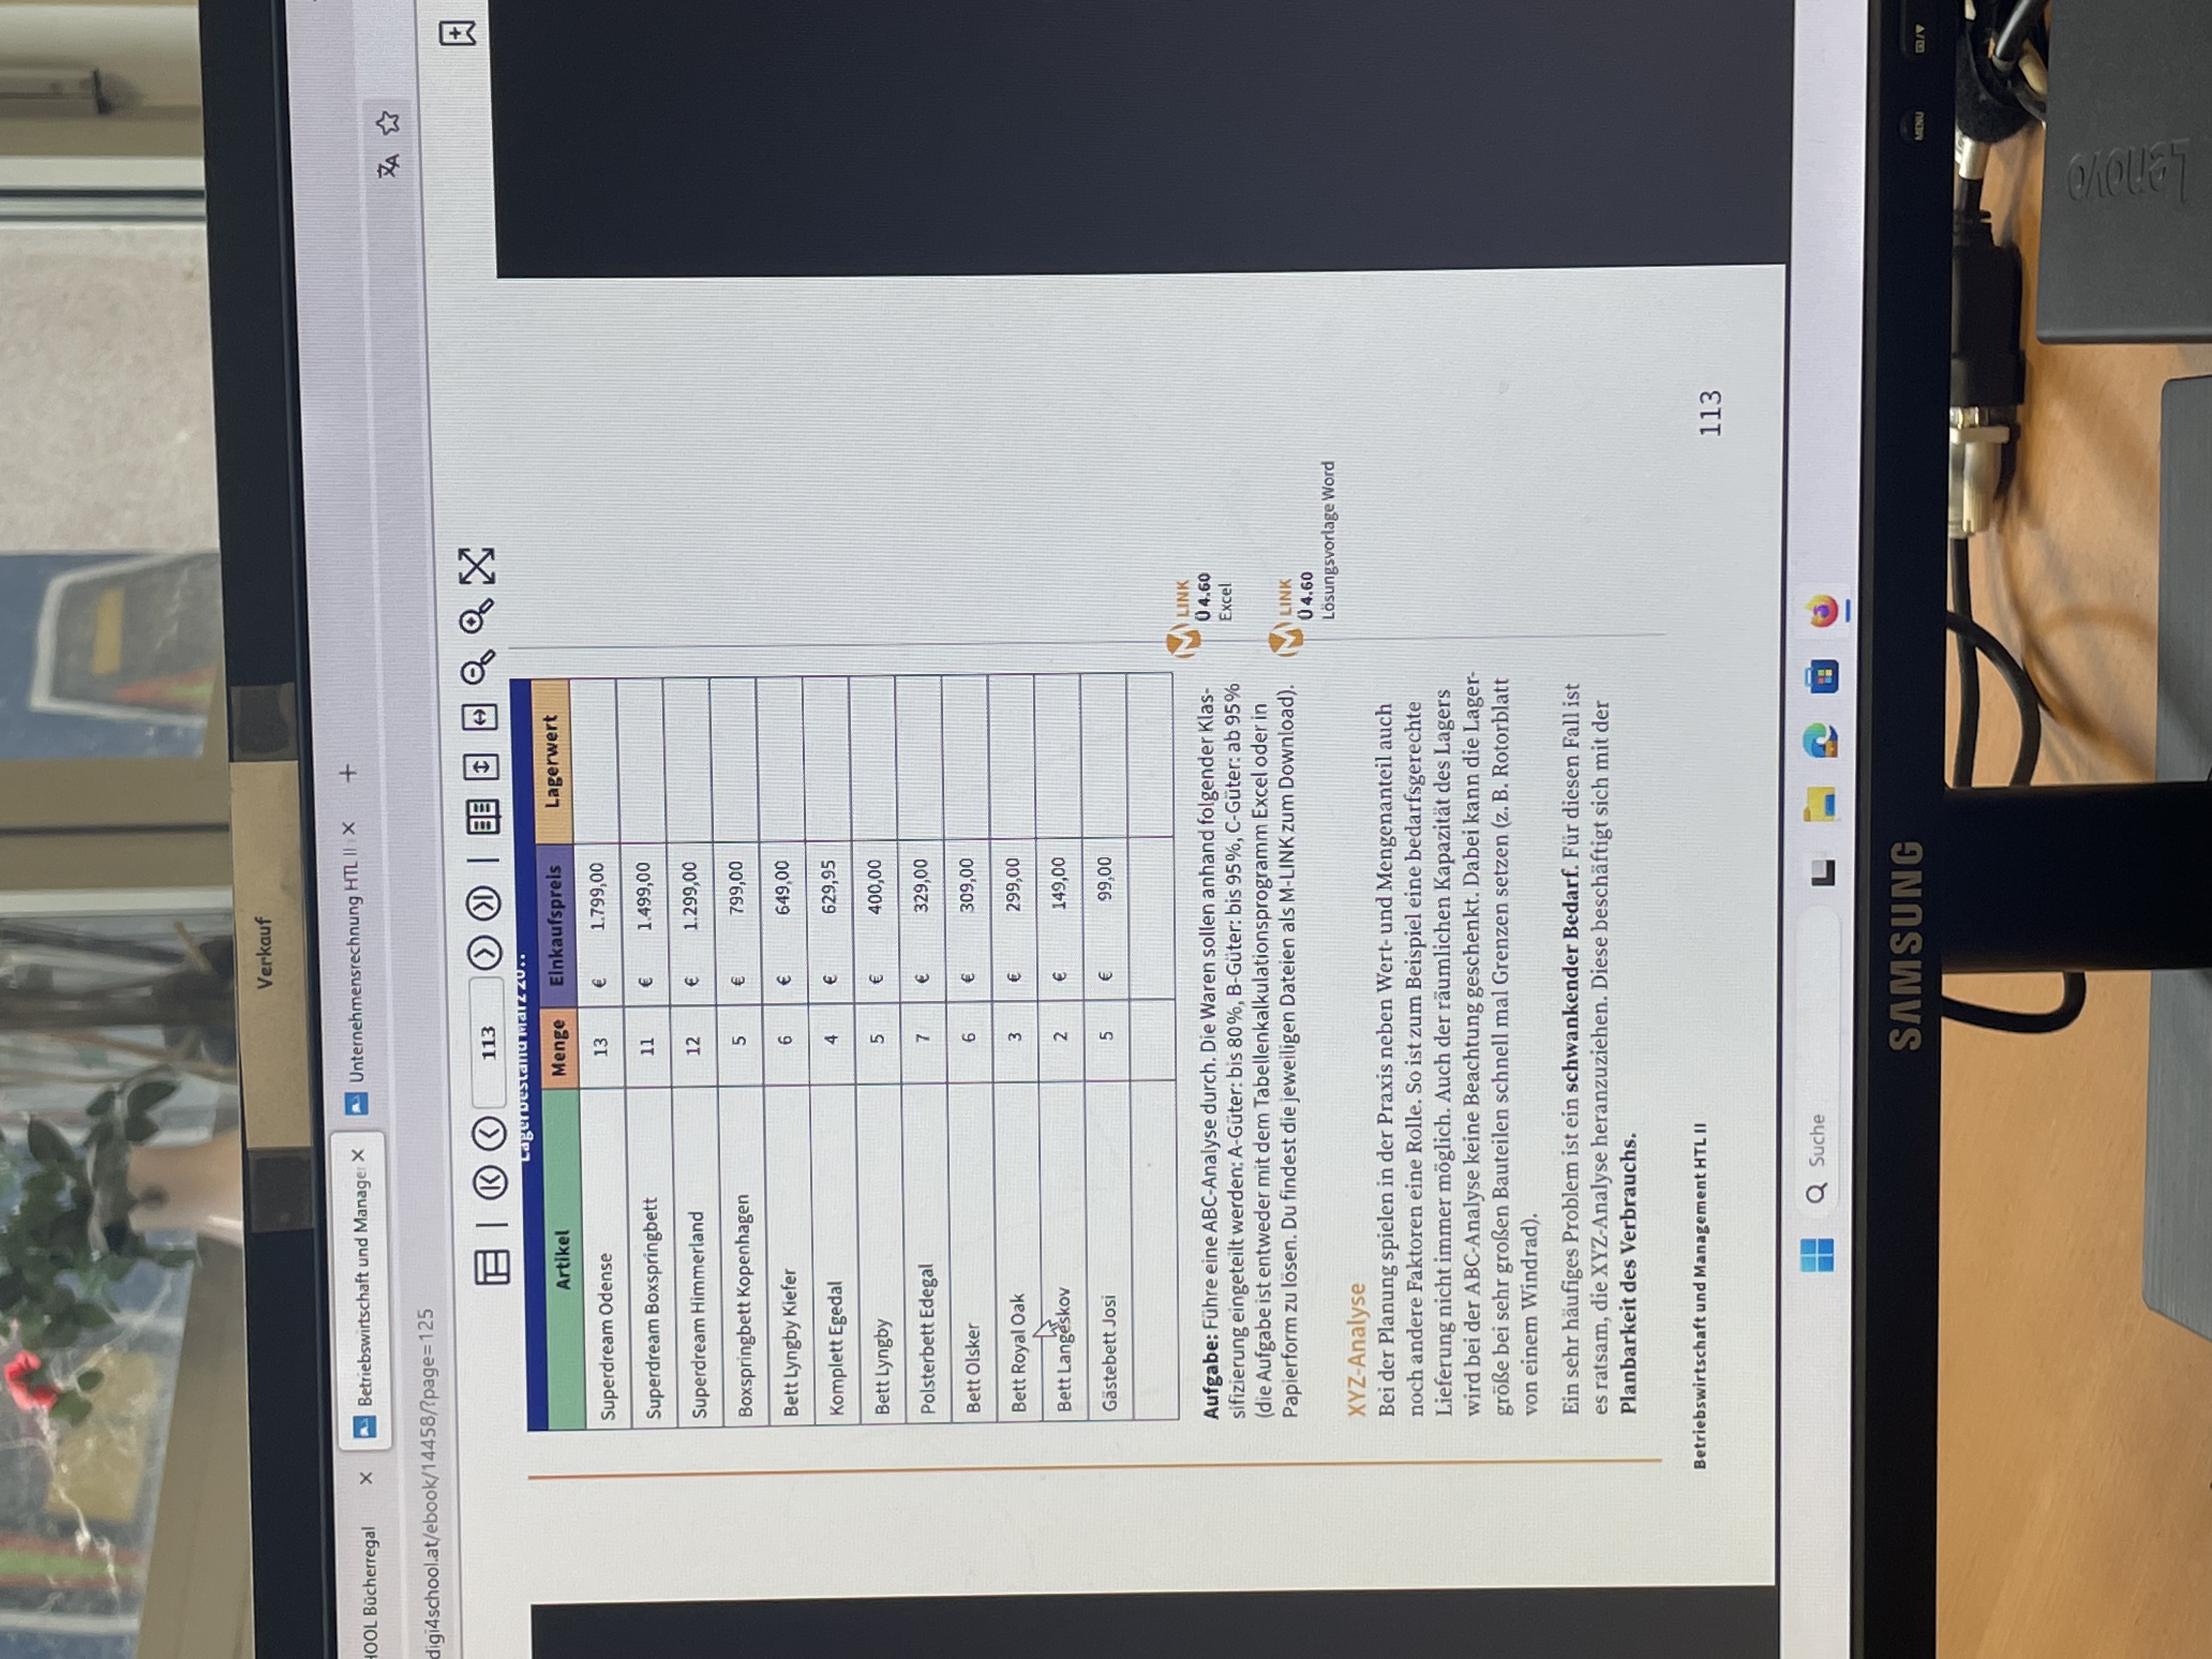 Verkauf
HOOL Bücherregal
Betriebswirtschaft und Manage
Unternehmensrechnung HTL II
digi4school.at/ebook/14458/?page=125
113
Lagerbestand März 20..
Artikel Menge Einkaufspreis Lagerwert
Superdream Odense 13 € 1.799,00
Superdream Boxspringbett 11 € 1.499,00
Superdream Himmerland 12 € 1.299,00
Boxspringbett Kopenhagen 5 € 799,00
Bett Lyngby Kiefer 6 € 649,00
Komplett Egedal 4 € 629,95
Bett Lyngby 5 € 400,00
Polsterbett Edegal 7 € 329,00
Bett Olsker 6 € 309,00
Bett Royal Oak 3 € 299,00
Bett Langeskov 2 € 149,00
Gästebett Josi 5 € 99,00
Aufgabe: Führe eine ABC-Analyse durch. Die Waren sollen anhand folgender Klas-
sifizierung eingeteilt werden: A-Güter: bis 80%, B-Güter: bis 95%, C-Güter: ab 95%
(die Aufgabe ist entweder mit dem Tabellenkalkulationsprogramm Excel oder in
Papierform zu lösen. Du findest die jeweiligen Dateien als M-LINK zum Download).
M LINK
Ü 4.60
Excel
M LINK
Ü 4.60
Lösungsvorlage Word
XYZ-Analyse
Bei der Planung spielen in der Praxis neben Wert- und Mengenanteil auch
noch andere Faktoren eine Rolle. So ist zum Beispiel eine bedarfsgerechte
Lieferung nicht immer möglich. Auch der räumlichen Kapazität des Lagers
wird bei der ABC-Analyse keine Beachtung geschenkt. Dabei kann die Lager-
größe bei sehr großen Bauteilen schnell mal Grenzen setzen (z. B. Rotorblatt
von einem Windrad).
Ein sehr häufiges Problem ist ein schwankender Bedarf. Für diesen Fall ist
es ratsam, die XYZ-Analyse heranzuziehen. Diese beschäftigt sich mit der
Planbarkeit des Verbrauchs.
Betriebswirtschaft und Management HTL II
113
Suche
SAMSUNG
MENU
lenovo